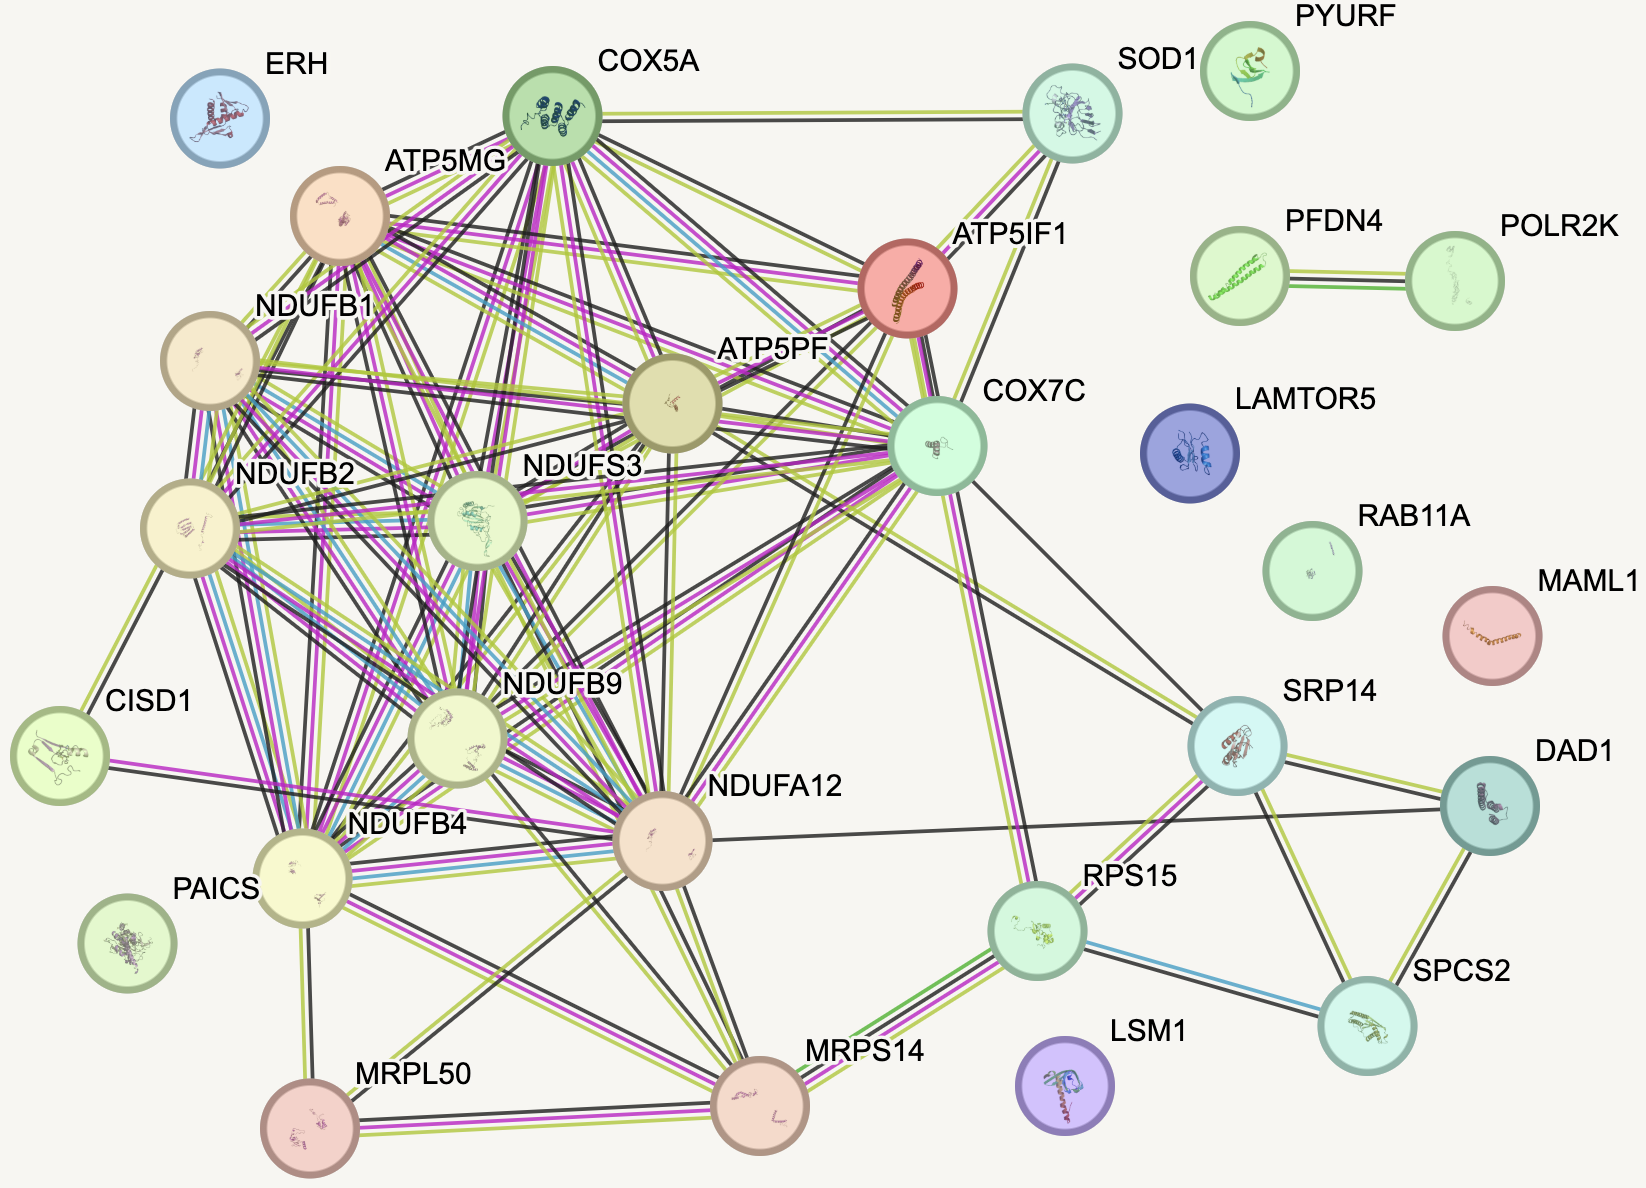 PYURF
ERH
COX5A
SOD1
ATP5MG
PFDN4
POLR2K
ATP5IF1
NDUFB1
ATP5PF
COX7C
LAMTOR5
NDUFB2
NDUFS3
RAB11A
MAML1
CISD1
NDUFB9
SRP14
DAD1
NDUFA12
NDUFB4
PAICS
RPS15
SPCS2
LSM1
MRPS14
MRPL50